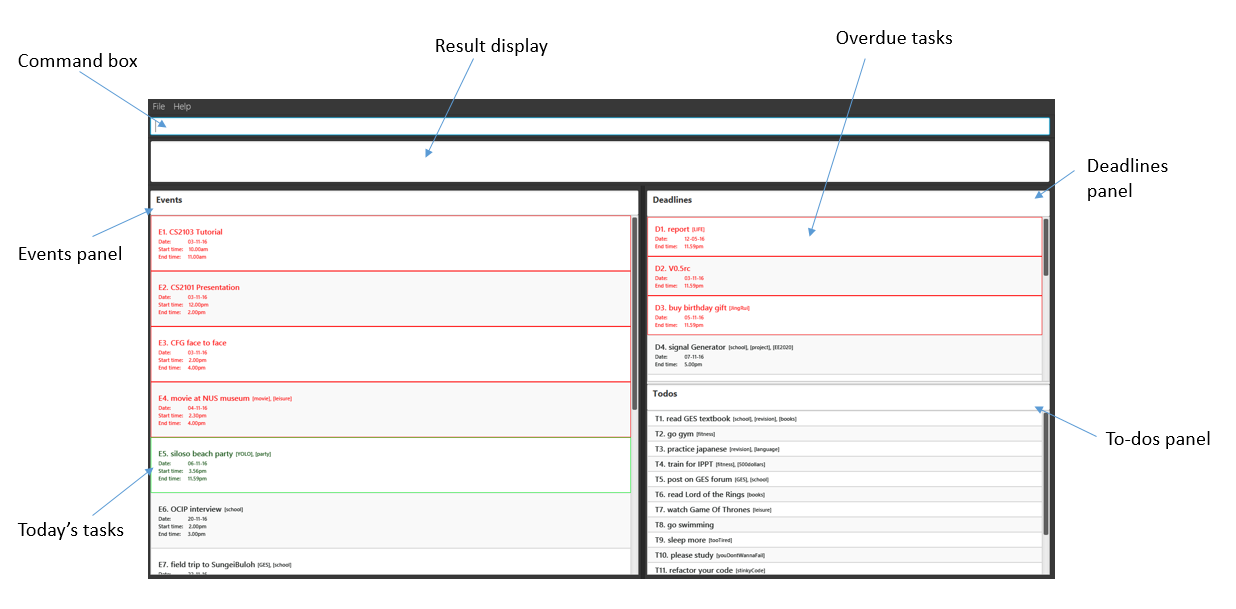 Command box
Result display
Overdue tasks
File Help
Deadlines
panel
Events panel
Today's tasks
To-dos panel
Events
E1. CS2103 Tutorial
Date: 03-11-16
Start time: 10.00am
End time: 11.00am
E2. CS2101 Presentation
Date: 03-11-16
Start time: 12.00pm
End time: 2.00pm
E3. CFG face to face
Date: 03-11-16
Start time: 2.00pm
End time: 4.00pm
E4. movie at NUS museum [movie], [leisure]
Date: 04-11-16
Start time: 2.30pm
End time: 4.00pm
E5. siloso beach party [YOLO], [party]
Date: 06-11-16
Start time: 3.56pm
End time: 11.59pm
E6. OCIP interview [school]
Date: 20-11-16
Start time: 2.00pm
End time: 3.00pm
E7. field trip to SungeiBuloh [GES], [school]
Date: 22-11-16
Deadlines
D1. report [LIFE]
Date: 12-05-16
End time: 11.59pm
D2. V0.5rc
Date: 03-11-16
End time: 11.59pm
D3. buy birthday gift [JingRui]
Date: 05-11-16
End time: 11.59pm
D4. signal Generator [school], [project], [EE2020]
Date: 07-11-16
End time: 5.00pm
Todos
T1. read GES textbook [school], [revision], [books]
T2. go gym [fitness]
T3. practice japanese [revision], [language]
T4. train for IPPT [fitness], [500dollars]
T5. post on GES forum [GES], [school]
T6. read Lord of the Rings [books]
T7. watch Game Of Thrones [leisure]
T8. go swimming
T9. sleep more [tooTired]
T10. please study [youDontWannaFail]
T11. refactor your code [stinkyCode]